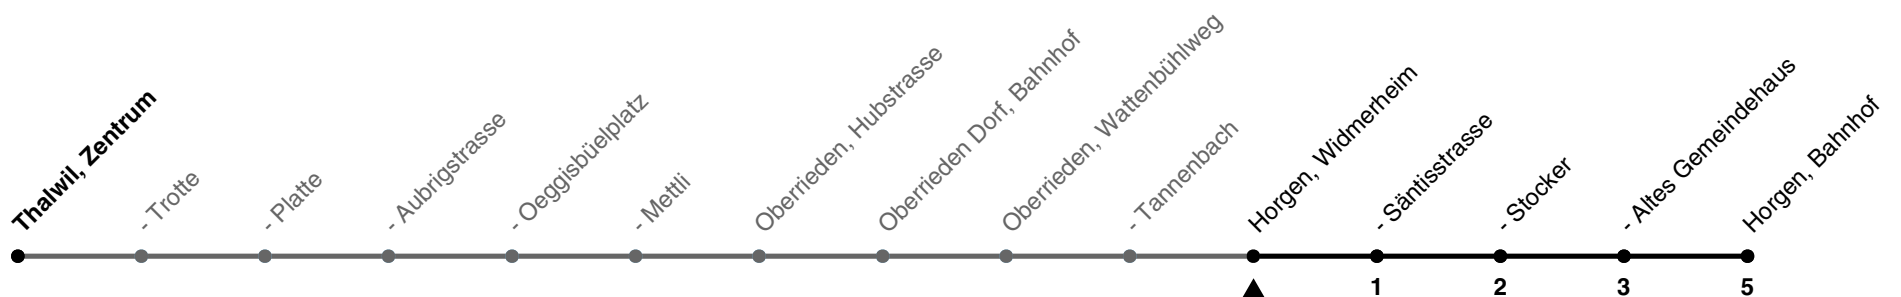 Thalwil, Zentrum
- Trotte
- Platte
- Aubrigstrasse
- Oeggisbüelplatz
- Mettli
Oberrieden, Hubstrasse
Oberrieden Dorf, Bahnhof
Oberrieden, Wattenbühlweg
- Tannenbach
Horgen, Widmerheim
- Säntisstrasse
- Stocker
- Altes Gemeindehaus
Horgen, Bahnhof
1 2 3 5